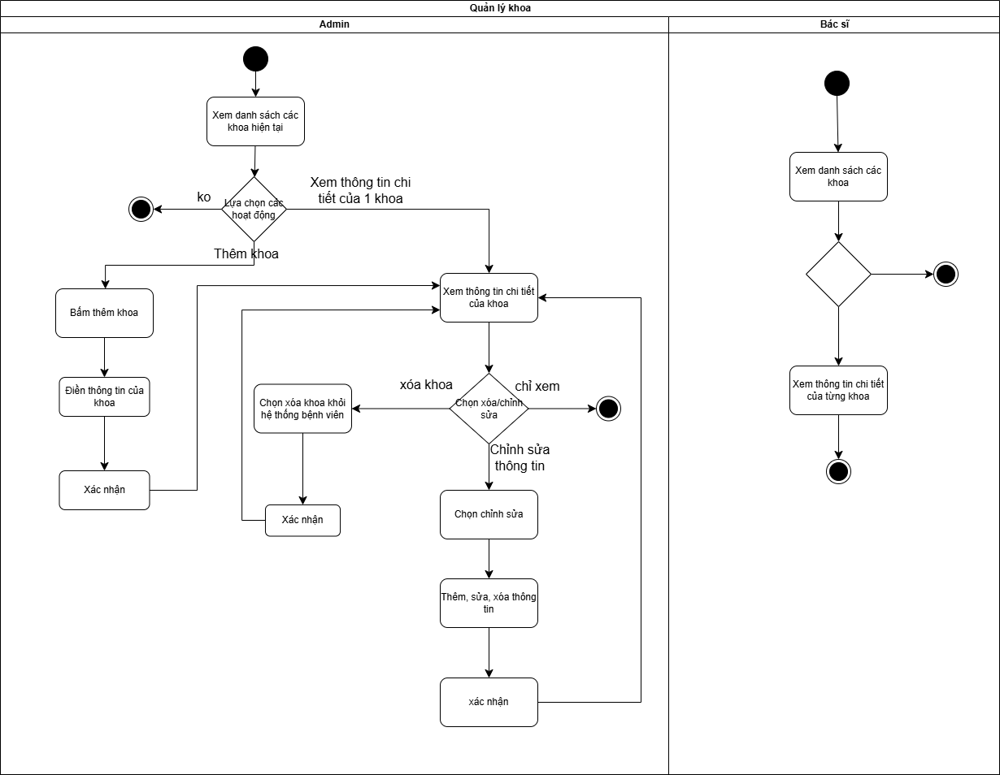 Quản lý khoa
Admin
Bác sĩ
Xem danh sách các
khoa hiện tại
Lựa chọn các
hoạt động
ko
Xem thông tin chi
tiết của 1 khoa
Thêm khoa
Bấm thêm khoa
Điền thông tin của
khoa
Xác nhận
Xem thông tin chi tiết
của khoa
Chọn xóa/chỉnh
sửa
xóa khoa
chỉ xem
Chọn xóa khoa khỏi
hệ thống bệnh viên
Xác nhận
Chỉnh sửa
thông tin
Chọn chỉnh sửa
Thêm, sửa, xóa thông
tin
xác nhận
Xem danh sách các
khoa
Xem thông tin chi tiết
của từng khoa